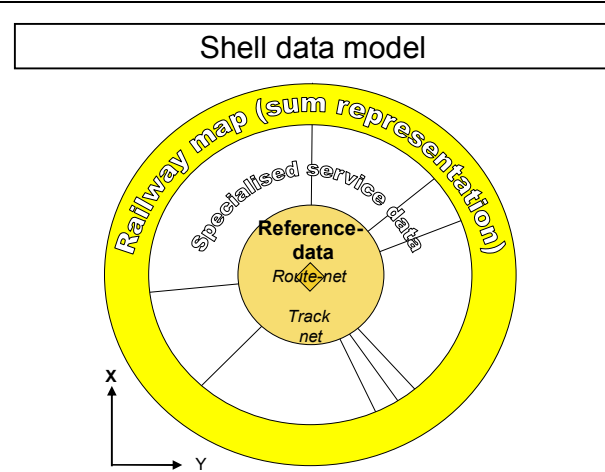 Shell data model
Railway map (sum representation)
Specialised service data
Reference-
data
Route-net
Track
net
X
Y